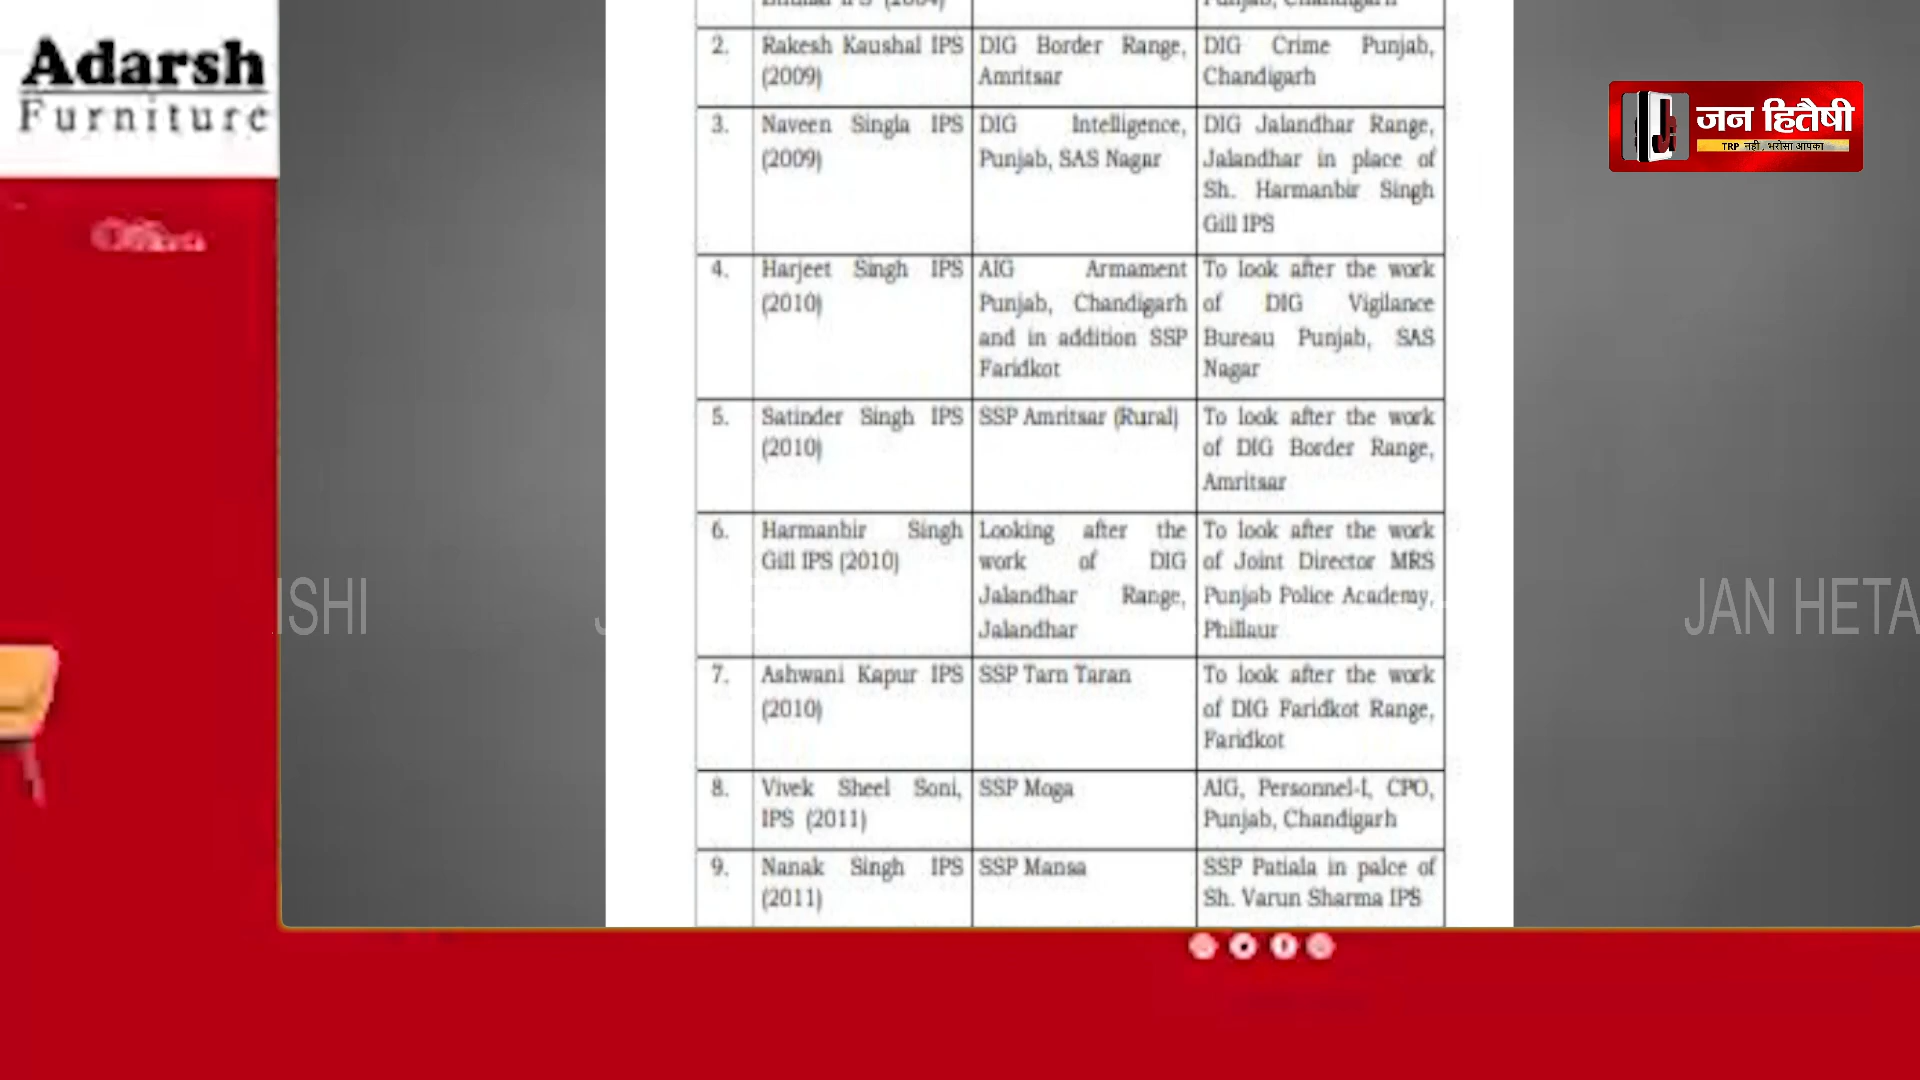 Adarsh
Furniture
जन हितैषी
TRP नही, भरोसा आपका
2. Rakesh Kaushal IPS DIG Border Range, DIG Crime Punjab,
(2009) Amritsar Chandigarh
3. Naveen Singla IPS DIG Intelligence, DIG Jalandhar Range,
(2009) Punjab, SAS Nagar Jalandhar in place of
Sh. Harmanbir Singh
Gill IPS
4. Harjeet Singh IPS AIG Armament To look after the work
(2010) Punjab, Chandigarh of DIG Vigilance
and in addition SSP Bureau Punjab, SAS
Faridkot Nagar
5. Satinder Singh IPS SSP Amritsar (Rural) To look after the work
(2010) of DIG Border Range,
Amritsar
6. Harmanbir Singh Looking after the To look after the work
Gill IPS (2010) work of DIG of Joint Director MRS
Jalandhar Range, Punjab Police Academy,
Jalandhar Phillaur
7. Ashwani Kapur IPS SSP Tarn Taran To look after the work
(2010) of DIG Faridkot Range,
Faridkot
8. Vivek Sheel Soni, SSP Moga AIG, Personnel-I, CPO,
IPS (2011) Punjab, Chandigarh
9. Nanak Singh IPS SSP Mansa SSP Patiala in palce of
(2011) Sh. Varun Sharma IPS
ISHI
JAN HETA